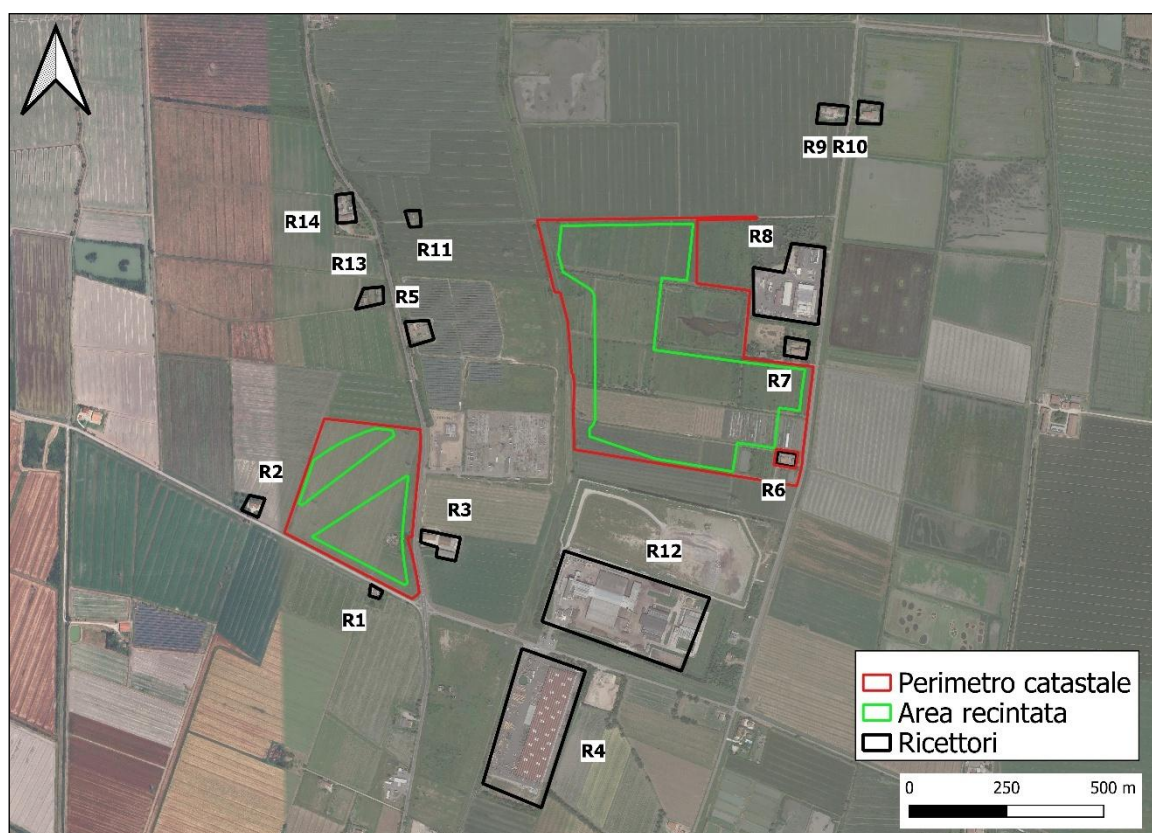 R9 R10
R14
R11
R8
R13
R5
R7
R2
R6
R3
R12
R1
R4
Perimetro catastale
Area recintata
Ricettori
0 250 500 m